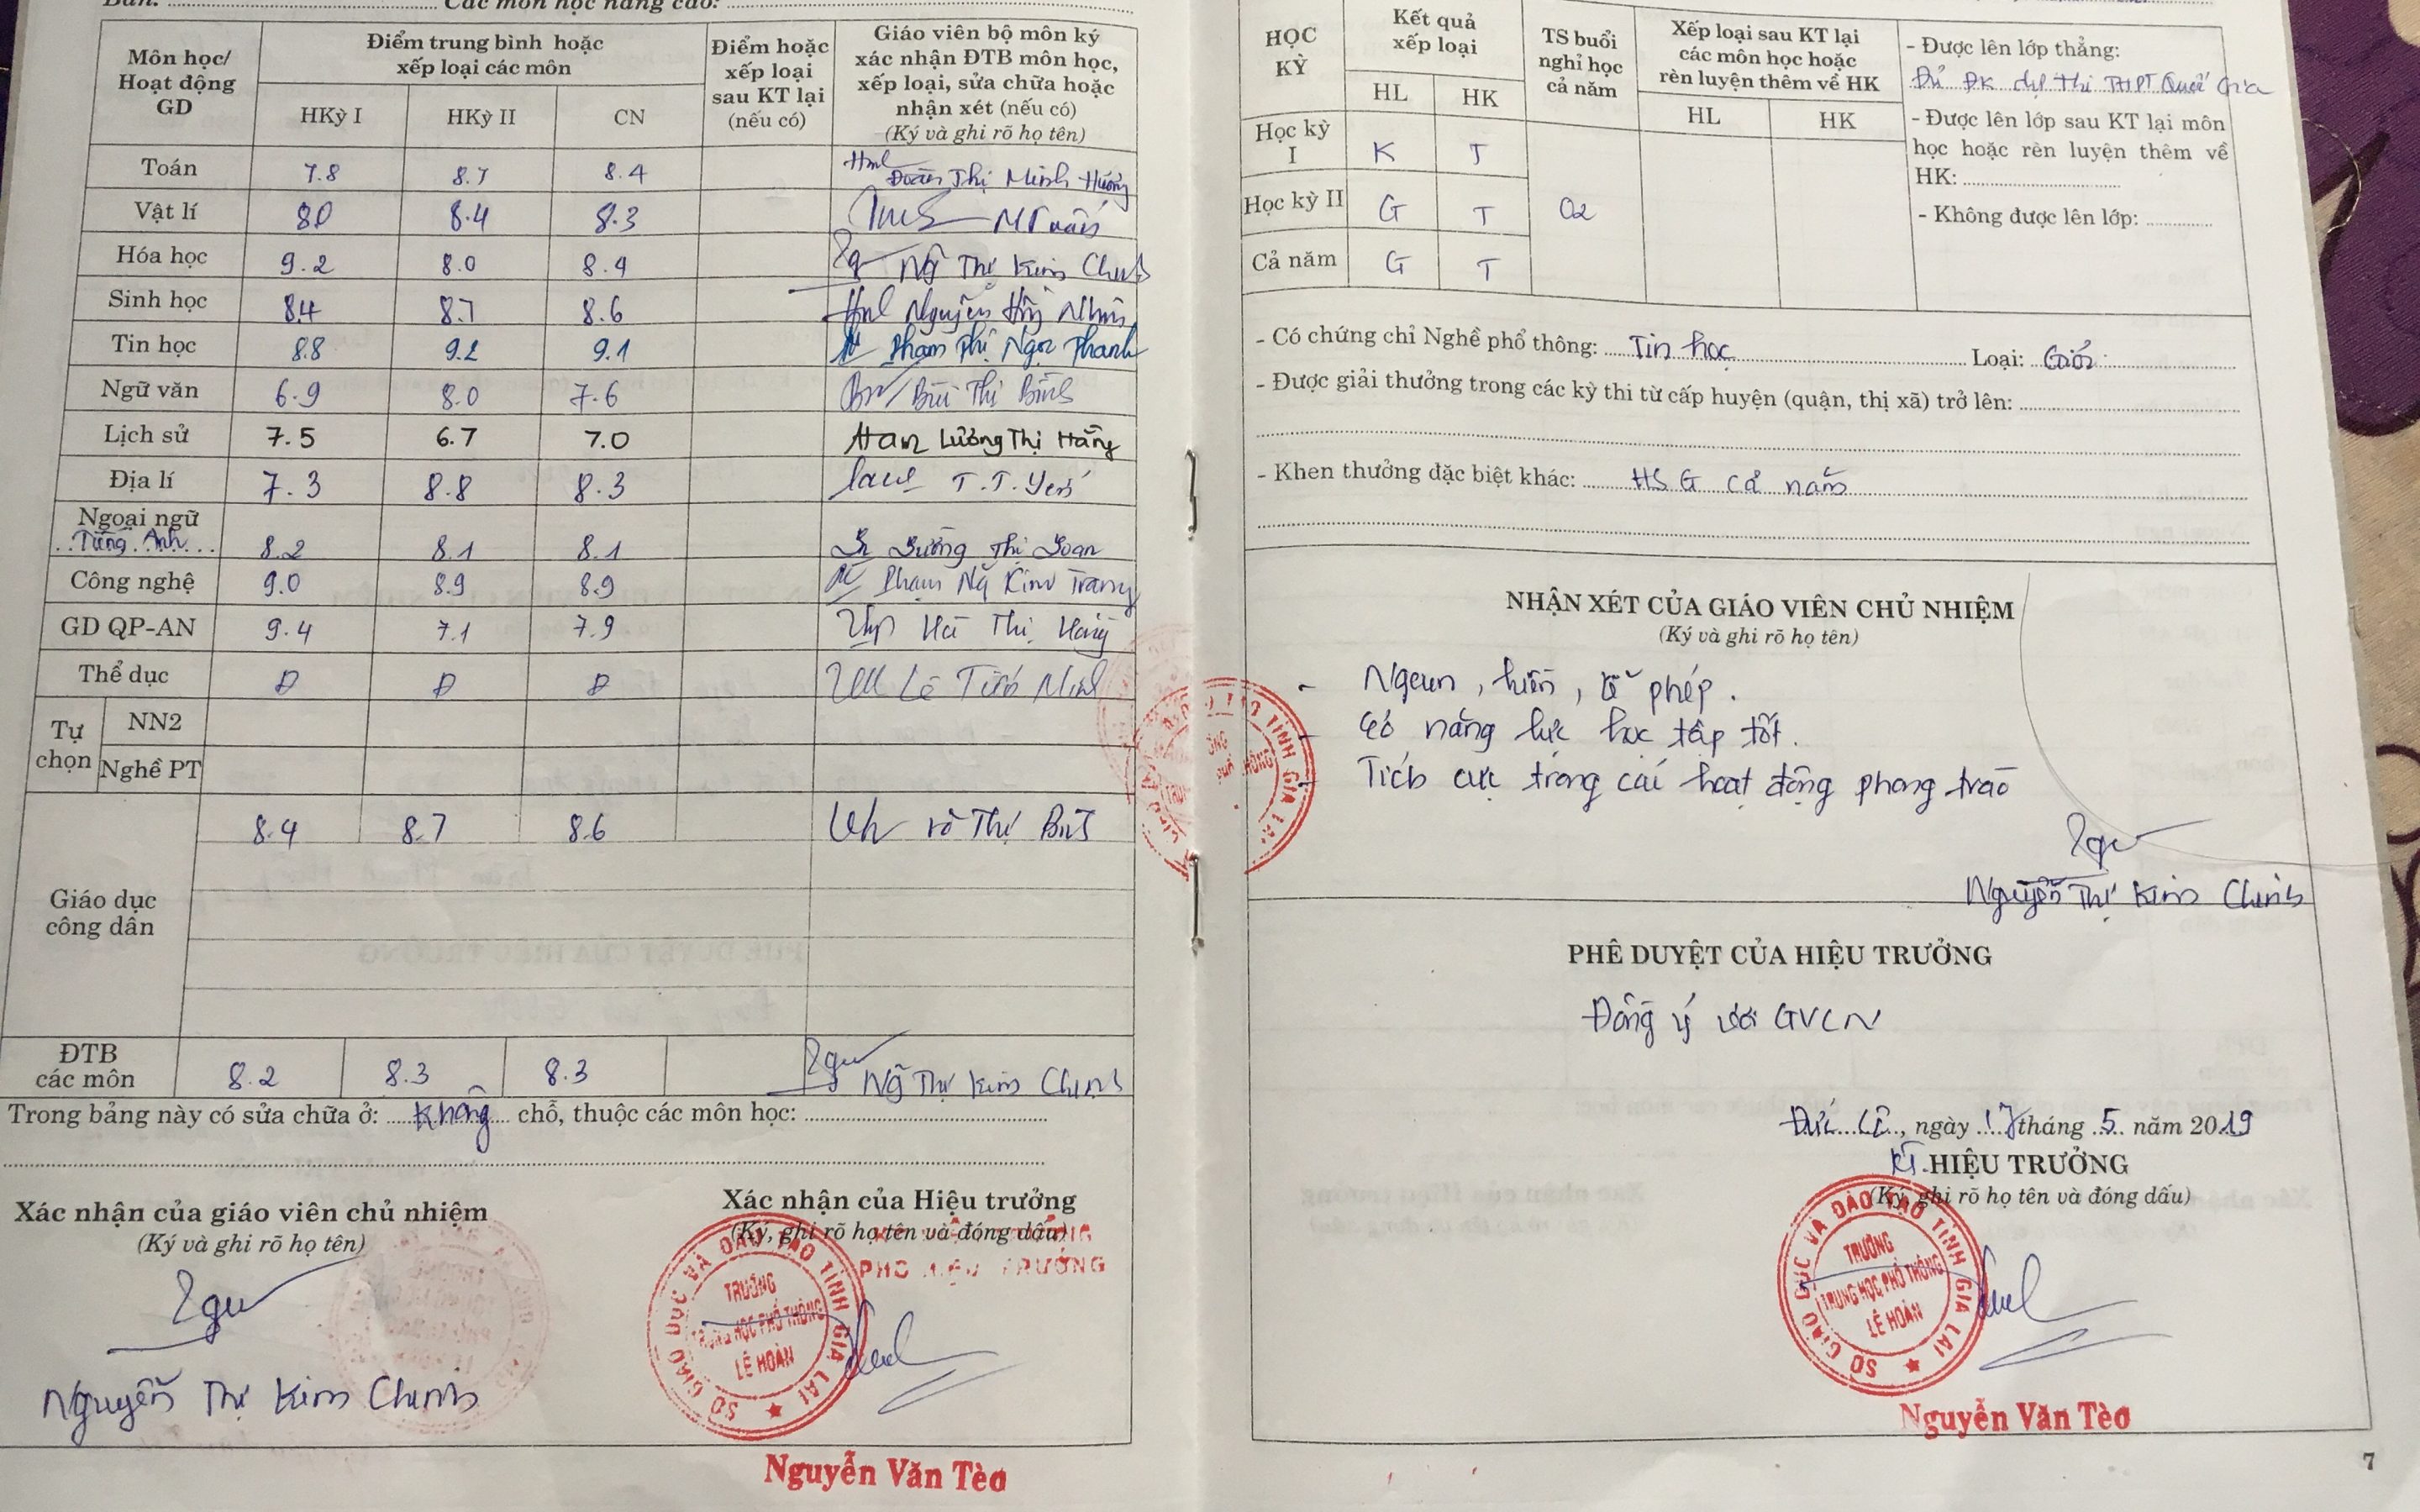 Ban: Các môn học nâng cao:
Môn học/ Hoạt động GD
Điểm trung bình hoặc xếp loại các môn
HKỳ I HKỳ II CN
Điểm hoặc xếp loại sau KT lại (nếu có)
Giáo viên bộ môn ký xác nhận ĐTB môn học, xếp loại, sửa chữa hoặc nhận xét (nếu có)
(Ký và ghi rõ họ tên)
Toán 7.8 8.7 8.4 Đoàn Thị Minh Hường
Vật lí 8.0 8.4 8.3
Hóa học 9.2 8.0 8.4 Ng Thị Kim Chinh
Sinh học 8.4 8.7 8.6 Nguyễn Hồng Nhung
Tin học 8.8 9.2 9.1 Phạm Thị Ngọc Thanh
Ngữ văn 6.9 8.0 7.6 Bùi Thị Bình
Lịch sử 7.5 6.7 7.0 Lương Thị Hằng
Địa lí 7.3 8.8 8.3 T.T.Yến
Ngoại ngữ
Tiếng Anh 8.2 8.1 8.1 Thị Loan
Công nghệ 9.0 8.9 8.9 Phạm Ng Kim Trang
GD QP-AN 9.4 7.1 7.9 Hà Thị Hằng
Thể dục Đ Đ Đ Lê Minh
Tự chọn
NN2
Nghề PT
Giáo dục công dân 8.4 8.7 8.6 Võ Thị
ĐTB các môn 8.2 8.3 8.3 Ng Thị Kim Chinh
Trong bảng này có sửa chữa ở: Không chỗ, thuộc các môn học:
Xác nhận của giáo viên chủ nhiệm
(Ký và ghi rõ họ tên)
Nguyễn Thị Kim Chinh
Xác nhận của Hiệu trưởng
(Ký, ghi rõ họ tên và đóng dấu)
PHÓ HIỆU TRƯỞNG
SỞ GIÁO DỤC VÀ ĐÀO TẠO TỈNH GIA LAI
TRƯỜNG
TRUNG HỌC PHỔ THÔNG
LÊ HOÀN
Nguyễn Văn Tèo
HỌC KỲ
Kết quả xếp loại
HL HK
TS buổi nghỉ học cả năm
Xếp loại sau KT lại các môn học hoặc rèn luyện thêm về HK
HL HK
Học kỳ I K T
Học kỳ II G T 02
Cả năm G T
- Được lên lớp thẳng:
Đủ ĐK dự thi THPT Quốc Gia
- Được lên lớp sau KT lại môn
học hoặc rèn luyện thêm về
HK:
- Không được lên lớp:
- Có chứng chỉ Nghề phổ thông: Tin học Loại: Giỏi
- Được giải thưởng trong các kỳ thi từ cấp huyện (quận, thị xã) trở lên:
- Khen thưởng đặc biệt khác: HSG cả năm
NHẬN XÉT CỦA GIÁO VIÊN CHỦ NHIỆM
(Ký và ghi rõ họ tên)
- Ngoan, hiền, lễ phép.
- Có năng lực học tập tốt.
- Tích cực trong các hoạt động phong trào
Nguyễn Thị Kim Chinh
PHÊ DUYỆT CỦA HIỆU TRƯỞNG
Đồng ý với GVCN
Đức Cơ, ngày 17 tháng 5 năm 2019
KT. HIỆU TRƯỞNG
(Ký, ghi rõ họ tên và đóng dấu)
SỞ GIÁO DỤC VÀ ĐÀO TẠO TỈNH GIA LAI
TRƯỜNG
TRUNG HỌC PHỔ THÔNG
LÊ HOÀN
Nguyễn Văn Tèo
7